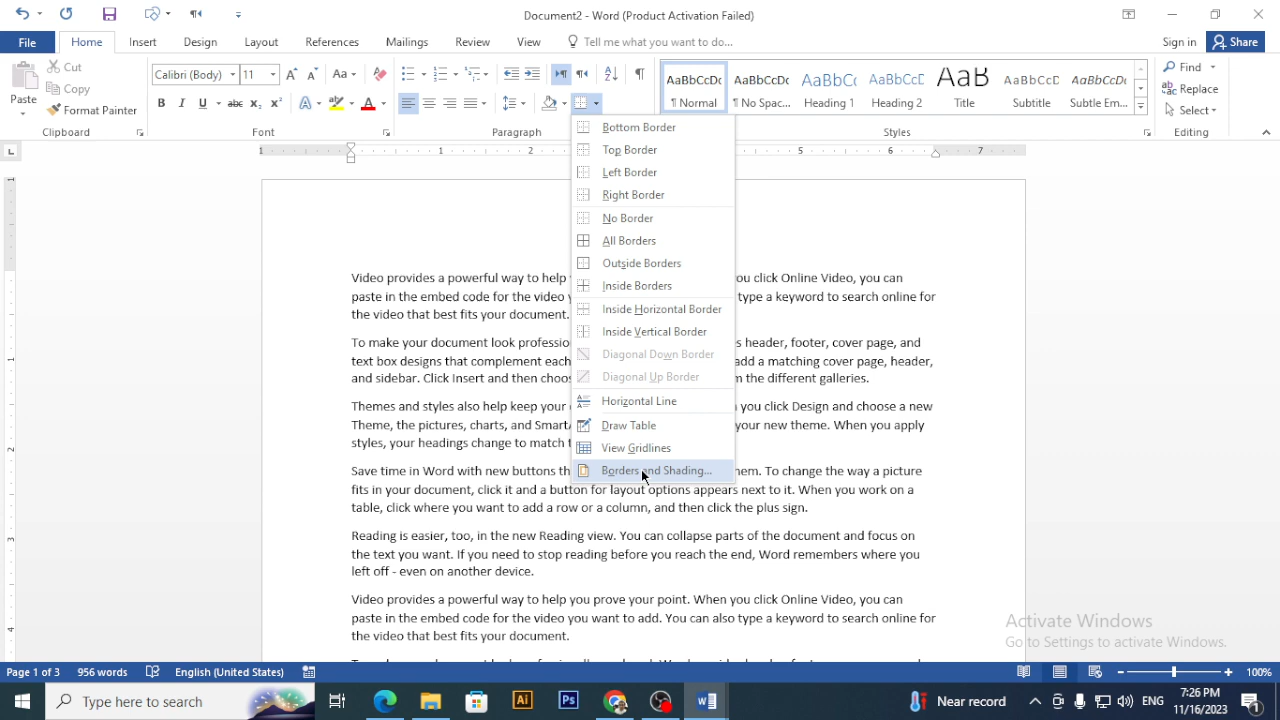 Document2 - Word (Product Activation Failed)
File Home Insert Design Layout References Mailings Review View Tell me what you want to do... Sign in Share
Paste Cut Copy Format Painter Clipboard
Calibri (Body) 11 Aa Font
Paragraph
AaBbCcDc AaBbCcDc AaBbCc AaBbCcD AaB AaBbCcD AaBbCcDc
¶ Normal ¶ No Spac... Heading 1 Heading 2 Title Subtitle Subtle Em...
Styles
Find
Replace
Select
Editing
1 1 2 5 6 7
Bottom Border
Top Border
Left Border
Right Border
No Border
All Borders
Outside Borders
Inside Borders
Inside Horizontal Border
Inside Vertical Border
Diagonal Down Border
Diagonal Up Border
Horizontal Line
Draw Table
View Gridlines
Borders and Shading...
Video provides a powerful way to help ou click Online Video, you can
paste in the embed code for the video type a keyword to search online for
the video that best fits your document.
To make your document look professio s header, footer, cover page, and
text box designs that complement each add a matching cover page, header,
and sidebar. Click Insert and then choos the different galleries.
Themes and styles also help keep your you click Design and choose a new
Theme, the pictures, charts, and SmartA your new theme. When you apply
styles, your headings change to match t
Save time in Word with new buttons th hem. To change the way a picture
fits in your document, click it and a button for layout options appears next to it. When you work on a
table, click where you want to add a row or a column, and then click the plus sign.
Reading is easier, too, in the new Reading view. You can collapse parts of the document and focus on
the text you want. If you need to stop reading before you reach the end, Word remembers where you
left off - even on another device.
Video provides a powerful way to help you prove your point. When you click Online Video, you can
paste in the embed code for the video you want to add. You can also type a keyword to search online for
the video that best fits your document.
Activate Windows
Go to Settings to activate Windows.
Page 1 of 3 956 words English (United States) 100%
Type here to search Near record ENG 7:26 PM
11/16/2023